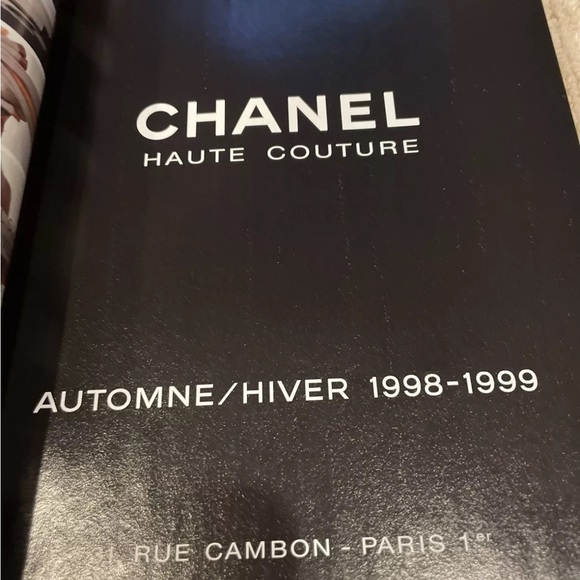 CHANEL
HAUTE COUTURE
AUTOMNE/HIVER 1998-1999
RUE CAMBON - PARIS 1er